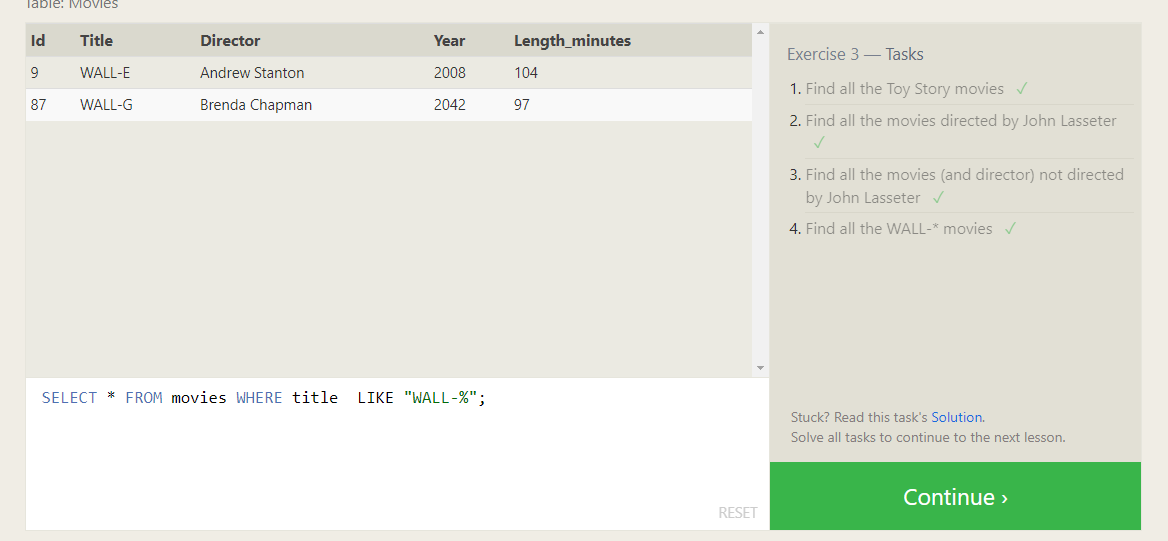 Table: Movies
Id Title Director Year Length_minutes
9 WALL-E Andrew Stanton 2008 104
87 WALL-G Brenda Chapman 2042 97
SELECT * FROM movies WHERE title  LIKE "WALL-%";
RESET
Exercise 3 — Tasks
1. Find all the Toy Story movies ✓
2. Find all the movies directed by John Lasseter
✓
3. Find all the movies (and director) not directed
by John Lasseter ✓
4. Find all the WALL-* movies ✓
Stuck? Read this task's Solution.
Solve all tasks to continue to the next lesson.
Continue ›